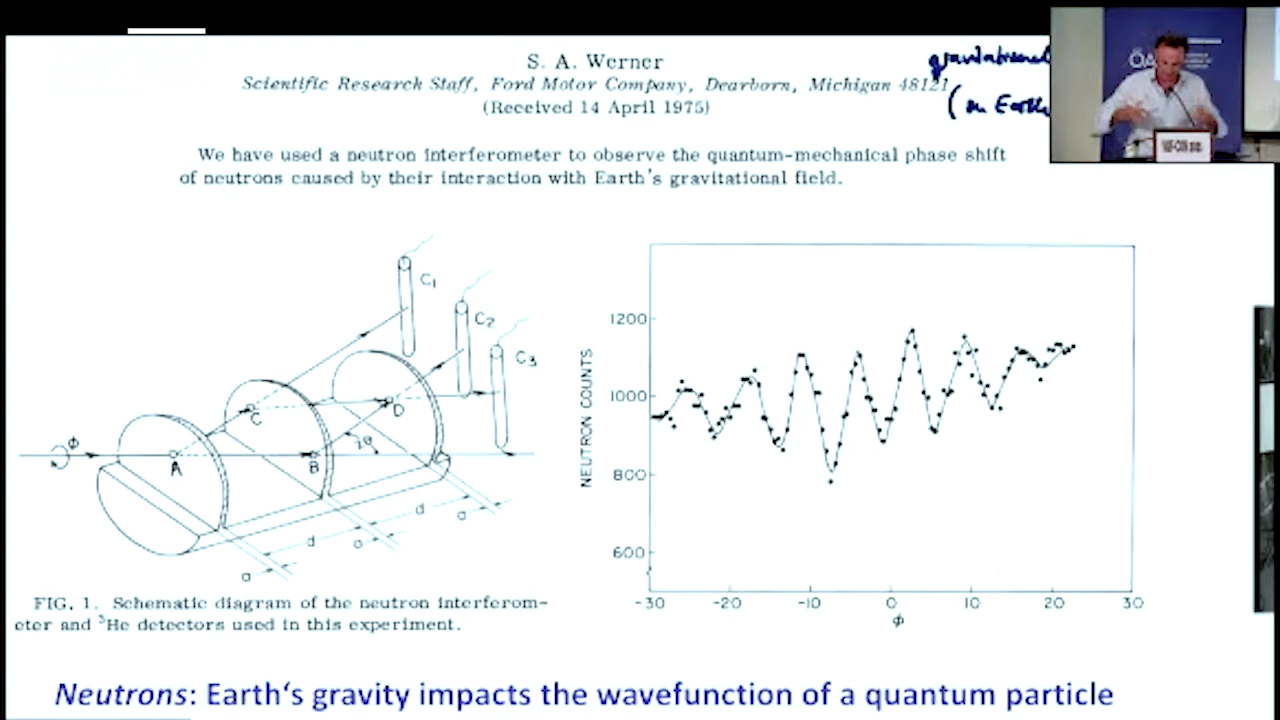 S. A. Werner
Scientific Research Staff, Ford Motor Company, Dearborn, Michigan 48121
(Received 14 April 1975)
gravitational
(on Earth
We have used a neutron interferometer to observe the quantum-mechanical phase shift
of neutrons caused by their interaction with Earth's gravitational field.
C1
C2
C3
C
D
ϕ
A
B
2θ
d
a
d
a
a
FIG. 1. Schematic diagram of the neutron interferom-
eter and ³He detectors used in this experiment.
NEUTRON COUNTS
1200
1000
800
600
-30 -20 -10 0 10 20 30
ϕ
Neutrons: Earth‘s gravity impacts the wavefunction of a quantum particle